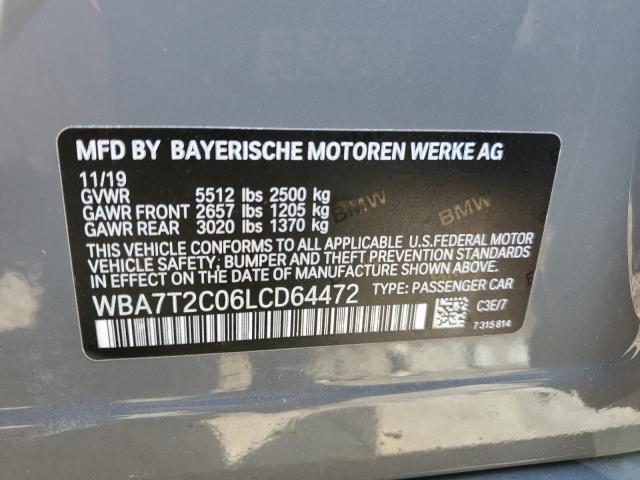 MFD BY BAYERISCHE MOTOREN WERKE AG
11/19
GVWR 5512 lbs 2500 kg
GAWR FRONT 2657 lbs 1205 kg
GAWR REAR 3020 lbs 1370 kg
BMW BMW
THIS VEHICLE CONFORMS TO ALL APPLICABLE U.S.FEDERAL MOTOR
VEHICLE SAFETY, BUMPER AND THEFT PREVENTION STANDARDS
IN EFFECT ON THE DATE OF MANUFACTURE SHOWN ABOVE.
WBA7T2C06LCD64472 TYPE: PASSENGER CAR
C3E/7
7315814